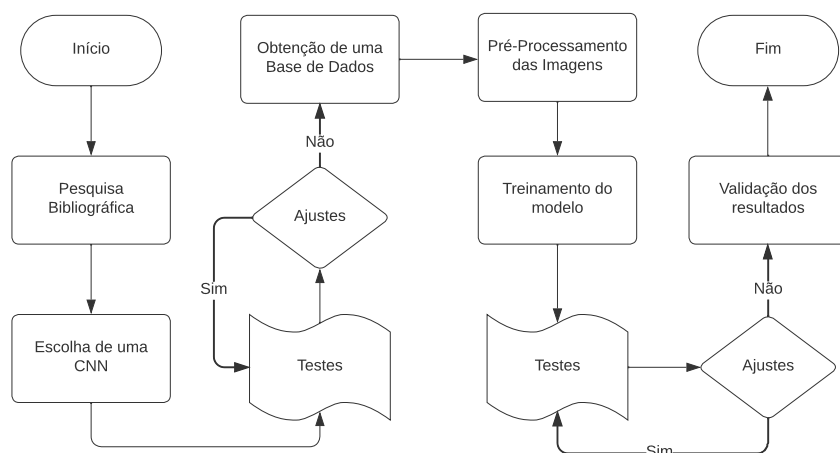 Início
Pesquisa
Bibliográfica
Escolha de uma
CNN
Testes
Ajustes
Sim
Não
Obtenção de uma
Base de Dados
Pré-Processamento
das Imagens
Treinamento do
modelo
Testes
Ajustes
Sim
Não
Validação dos
resultados
Fim